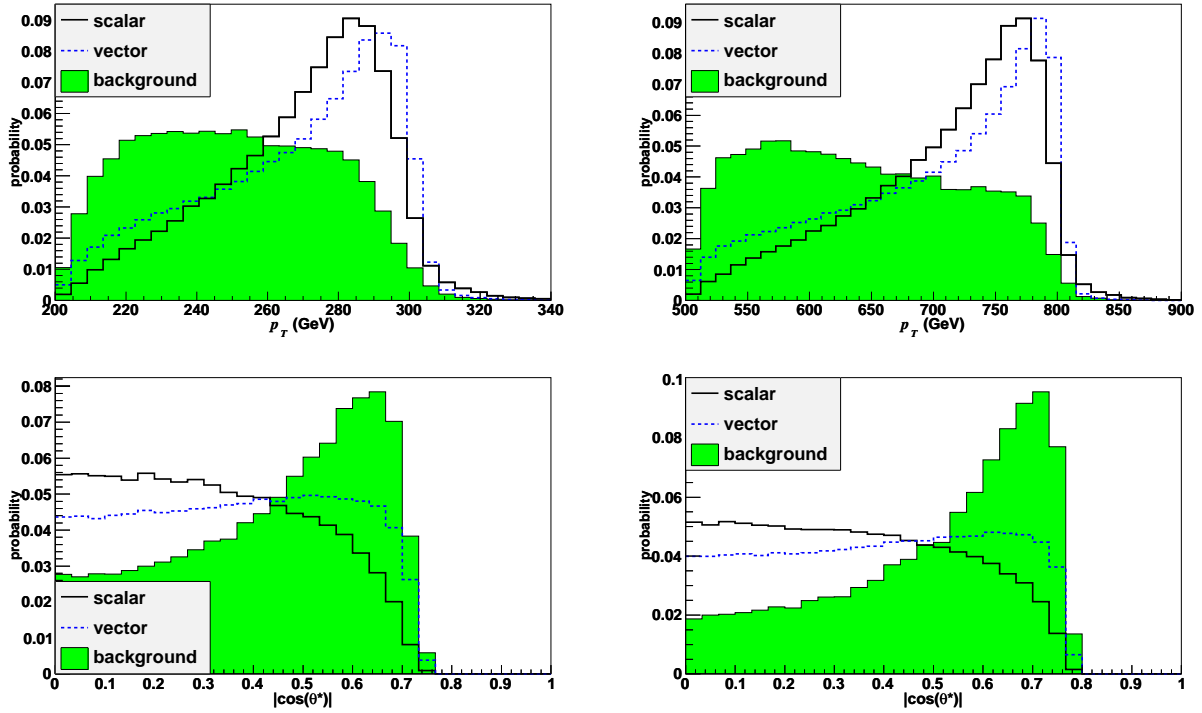 0.09
0.08
0.07
0.06
0.05
0.04
0.03
0.02
0.01
0
probability
scalar
vector
background
200 220 240 260 280 300 320 340
p_T (GeV)
0.09
0.08
0.07
0.06
0.05
0.04
0.03
0.02
0.01
0
probability
scalar
vector
background
500 550 600 650 700 750 800 850 900
p_T (GeV)
0.08
0.07
0.06
0.05
0.04
0.03
0.02
0.01
0
probability
scalar
vector
background
0 0.1 0.2 0.3 0.4 0.5 0.6 0.7 0.8 0.9 1
|cos(θ*)|
0.1
0.08
0.06
0.04
0.02
0
probability
scalar
vector
background
0 0.1 0.2 0.3 0.4 0.5 0.6 0.7 0.8 0.9 1
|cos(θ*)|